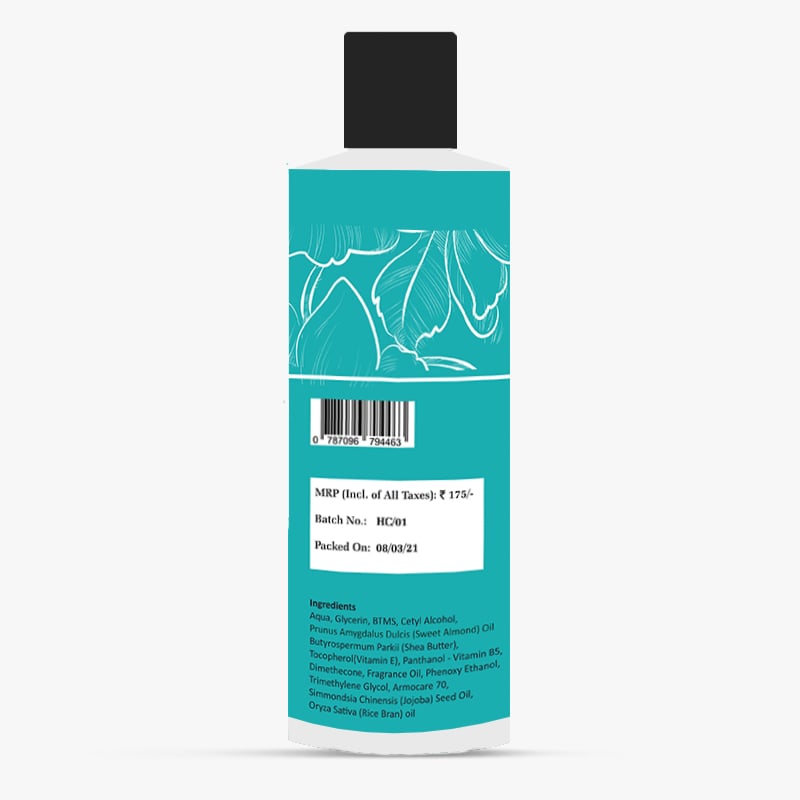 0 787096 794463
MRP (Incl. of All Taxes): ₹ 175/-
Batch No.: HC/01
Packed On: 08/03/21
Ingredients
Aqua, Glycerin, BTMS, Cetyl Alcohol,
Prunus Amygdalus Dulcis (Sweet Almond) Oil
Butyrospermum Parkii (Shea Butter),
Tocopherol(Vitamin E), Panthanol - Vitamin B5,
Dimethecone, Fragrance Oil, Phenoxy Ethanol,
Trimethylene Glycol, Armocare 70,
Simmondsia Chinensis (Jojoba) Seed Oil,
Oryza Sativa (Rice Bran) oil